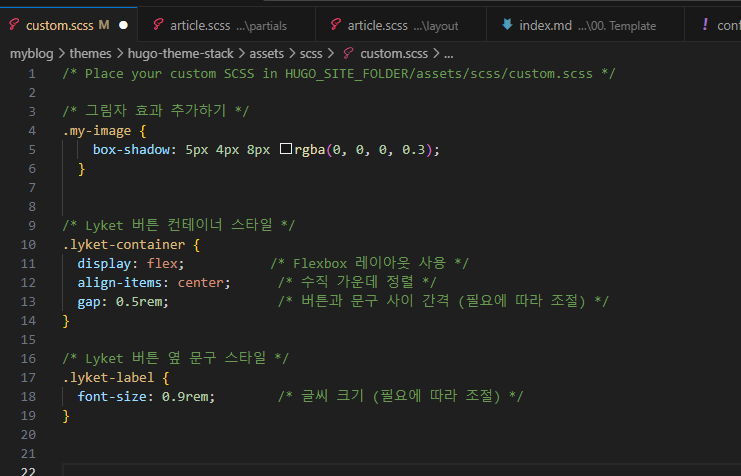 custom.scss M
article.scss ...\partials
article.scss ...\layout
index.md ...\00. Template
myblog > themes > hugo-theme-stack > assets > scss > custom.scss > ...
1 /* Place your custom SCSS in HUGO_SITE_FOLDER/assets/scss/custom.scss */
2
3 /* 그림자 효과 추가하기 */
4 .my-image {
5 box-shadow: 5px 4px 8px rgba(0, 0, 0, 0.3);
6 }
7
8
9 /* Lyket 버튼 컨테이너 스타일 */
10 .lyket-container {
11 display: flex; /* Flexbox 레이아웃 사용 */
12 align-items: center; /* 수직 가운데 정렬 */
13 gap: 0.5rem; /* 버튼과 문구 사이 간격 (필요에 따라 조절) */
14 }
15
16 /* Lyket 버튼 옆 문구 스타일 */
17 .lyket-label {
18 font-size: 0.9rem; /* 글씨 크기 (필요에 따라 조절) */
19 }
20
21
22